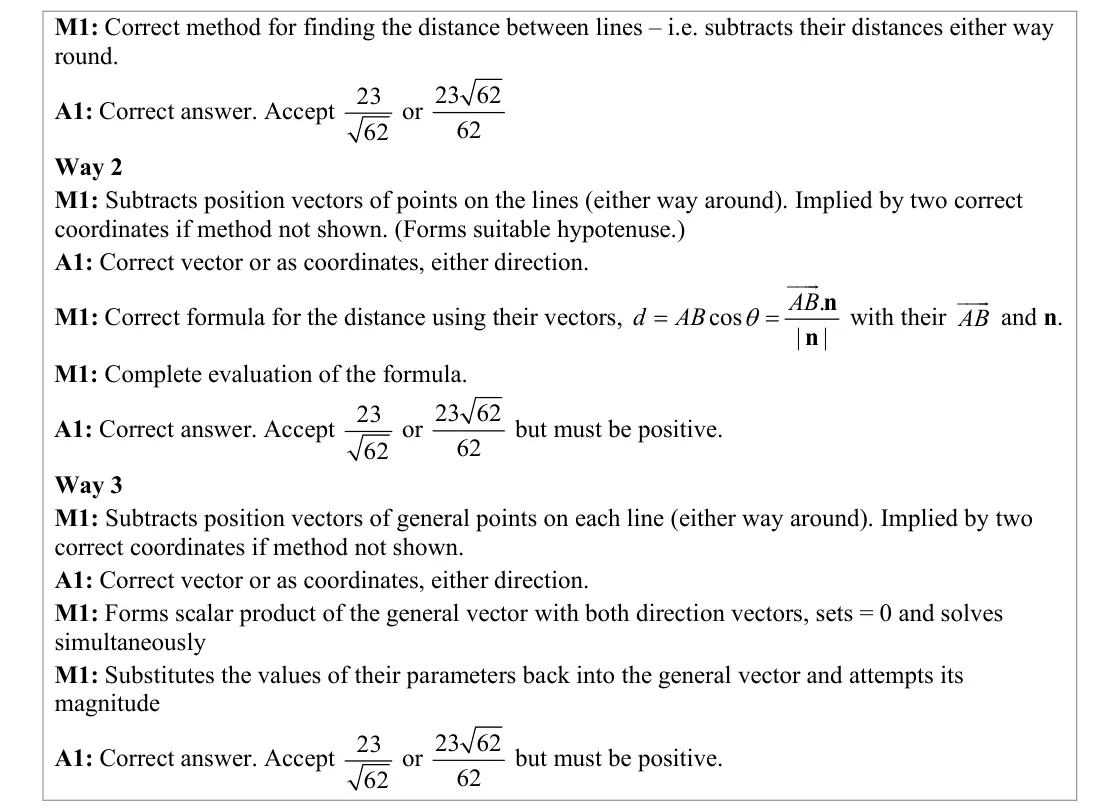 M1: Correct method for finding the distance between lines – i.e. subtracts their distances either way
round.
A1: Correct answer. Accept 23/√62 or 23√62/62
Way 2
M1: Subtracts position vectors of points on the lines (either way around). Implied by two correct
coordinates if method not shown. (Forms suitable hypotenuse.)
A1: Correct vector or as coordinates, either direction.
M1: Correct formula for the distance using their vectors, d = AB cos θ = AB⃗.n/|n| with their AB⃗ and n.
M1: Complete evaluation of the formula.
A1: Correct answer. Accept 23/√62 or 23√62/62 but must be positive.
Way 3
M1: Subtracts position vectors of general points on each line (either way around). Implied by two
correct coordinates if method not shown.
A1: Correct vector or as coordinates, either direction.
M1: Forms scalar product of the general vector with both direction vectors, sets = 0 and solves
simultaneously
M1: Substitutes the values of their parameters back into the general vector and attempts its
magnitude
A1: Correct answer. Accept 23/√62 or 23√62/62 but must be positive.